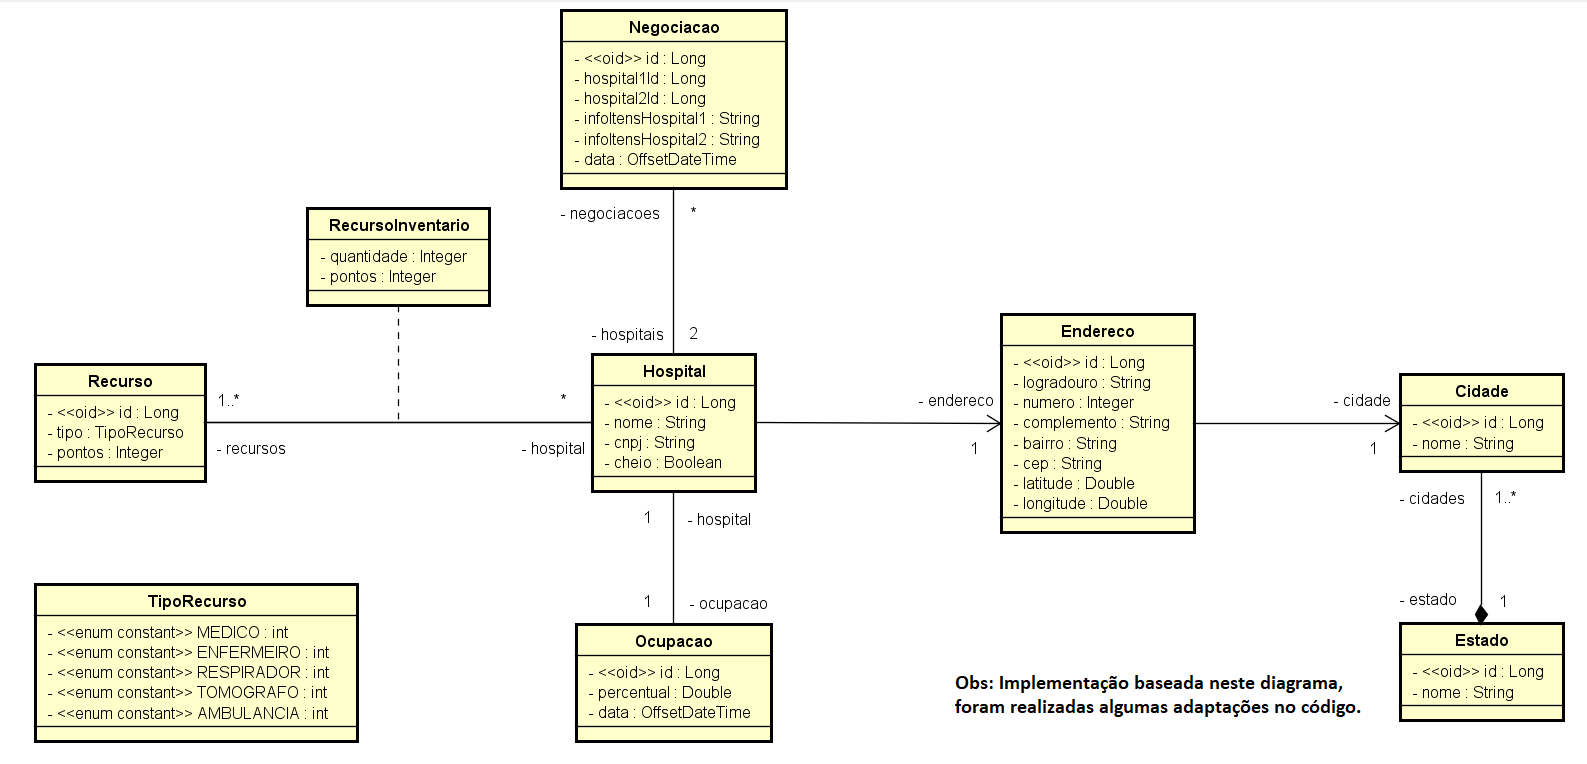 Negociacao
- <<oid>> id : Long
- hospital1Id : Long
- hospital2Id : Long
- infoItensHospital1 : String
- infoItensHospital2 : String
- data : OffsetDateTime
- negociacoes
*
- hospitais
2
RecursoInventario
- quantidade : Integer
- pontos : Integer
Recurso
- <<oid>> id : Long
- tipo : TipoRecurso
- pontos : Integer
1..*
- recursos
*
- hospital
Hospital
- <<oid>> id : Long
- nome : String
- cnpj : String
- cheio : Boolean
- endereco
1
Endereco
- <<oid>> id : Long
- logradouro : String
- numero : Integer
- complemento : String
- bairro : String
- cep : String
- latitude : Double
- longitude : Double
- cidade
1
Cidade
- <<oid>> id : Long
- nome : String
- cidades
1..*
- estado
1
Estado
- <<oid>> id : Long
- nome : String
1
- hospital
1
- ocupacao
Ocupacao
- <<oid>> id : Long
- percentual : Double
- data : OffsetDateTime
TipoRecurso
- <<enum constant>> MEDICO : int
- <<enum constant>> ENFERMEIRO : int
- <<enum constant>> RESPIRADOR : int
- <<enum constant>> TOMOGRAFO : int
- <<enum constant>> AMBULANCIA : int
Obs: Implementação baseada neste diagrama,
foram realizadas algumas adaptações no código.